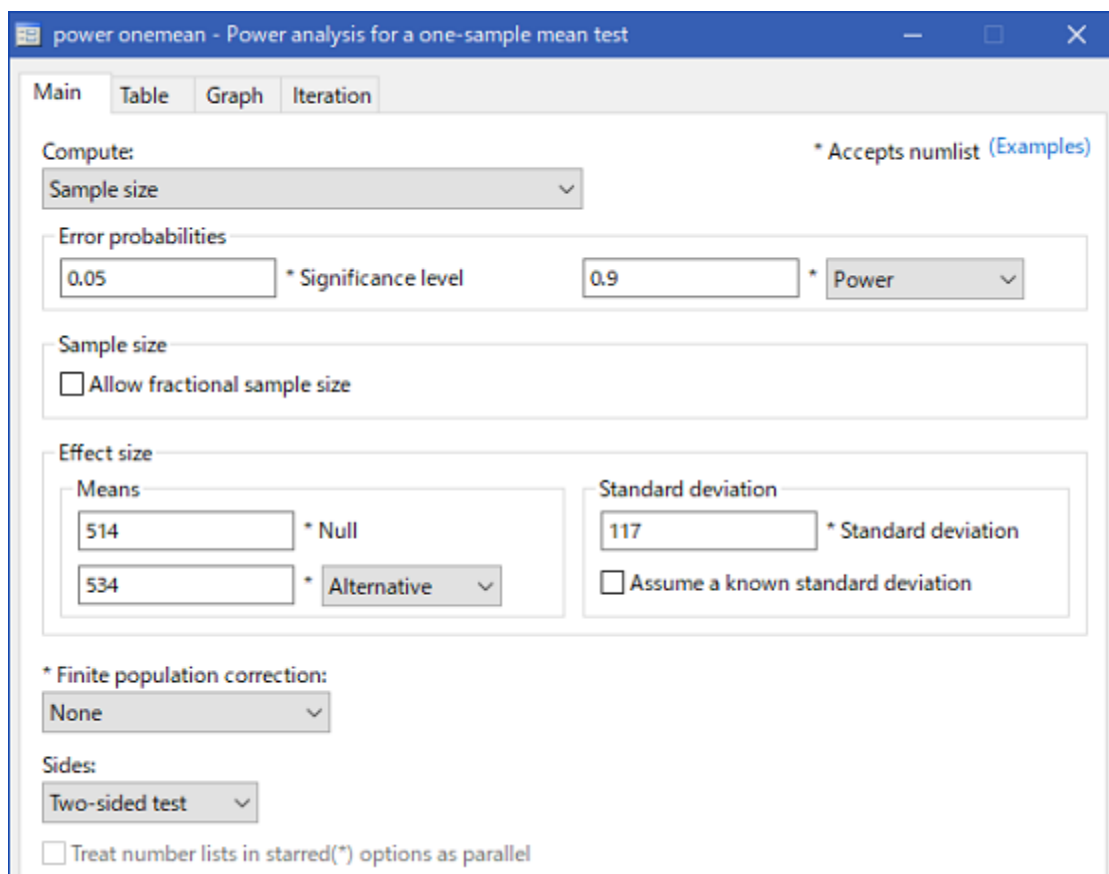 power onemean - Power analysis for a one-sample mean test
Main Table Graph Iteration
Compute:
* Accepts numlist (Examples)
Sample size
Error probabilities
0.05 * Significance level 0.9 * Power
Sample size
Allow fractional sample size
Effect size
Means
Standard deviation
514 * Null
117 * Standard deviation
534 * Alternative
Assume a known standard deviation
* Finite population correction:
None
Sides:
Two-sided test
Treat number lists in starred(*) options as parallel